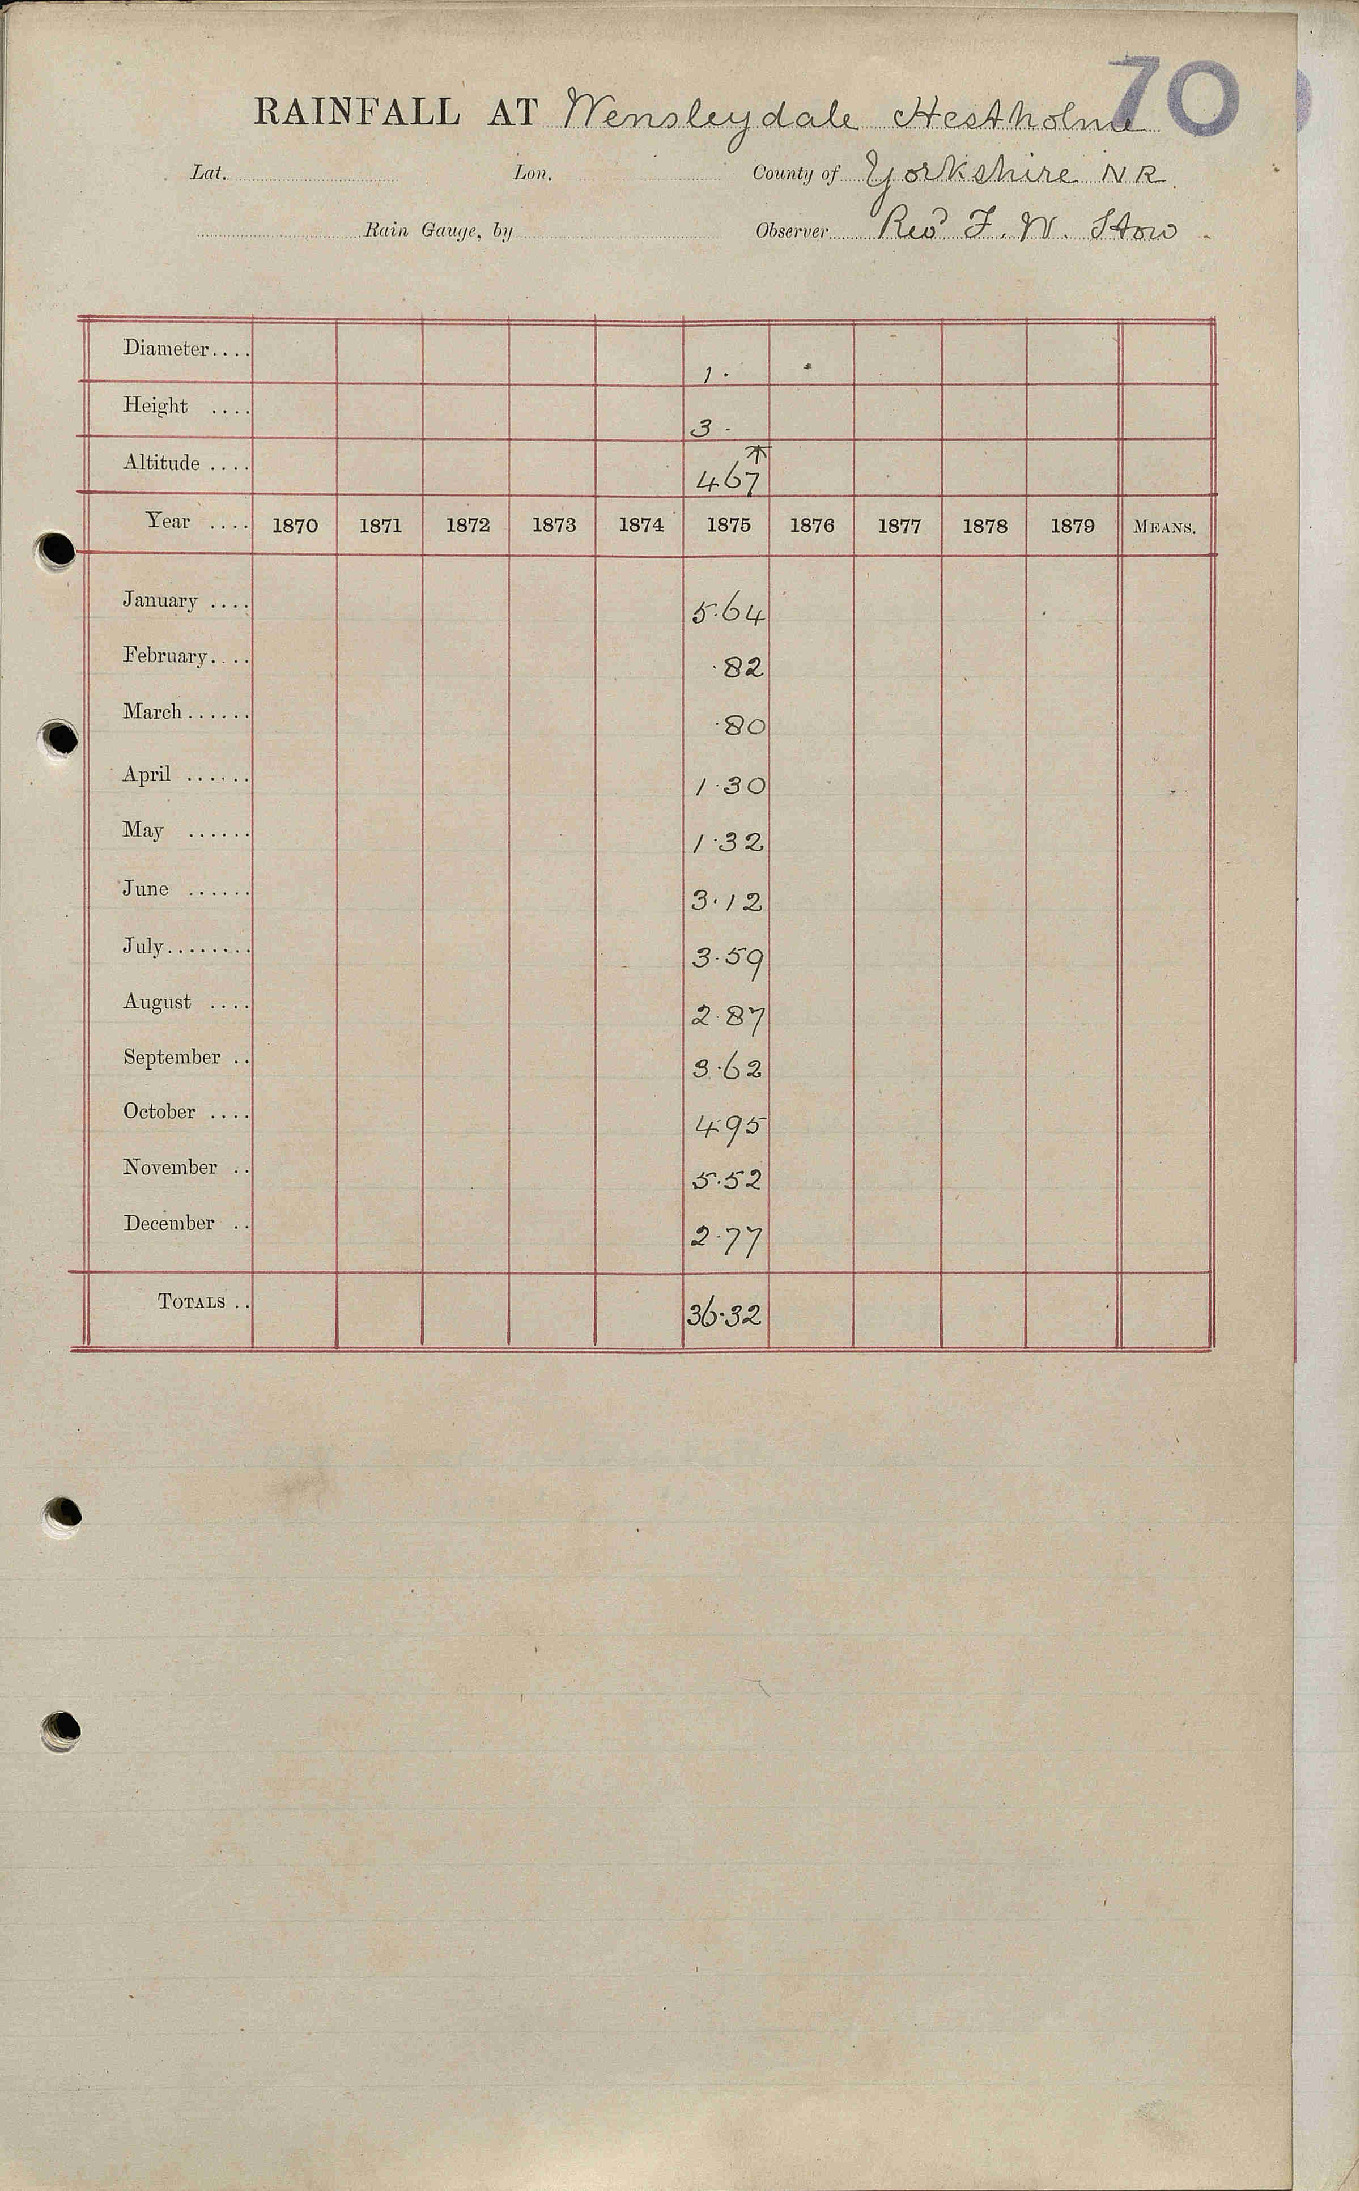 70
RAINFALL AT Wensleydale Hestholme
Lat. Lon. County of Yorkshire N R.
Rain Gauge, by Observer Revd F. W. Stow
Diameter.... 1.
Height .... 3.
Altitude .... 467
Year .... 1870 1871 1872 1873 1874 1875 1876 1877 1878 1879 MEANS.
January .... 5.64
February.... .82
March...... .80
April ...... 1.30
May ...... 1.32
June ...... 3.12
July........ 3.59
August .... 2.87
September .. 3.62
October .... 4.95
November .. 5.52
December .. 2.77
TOTALS .. 36.32